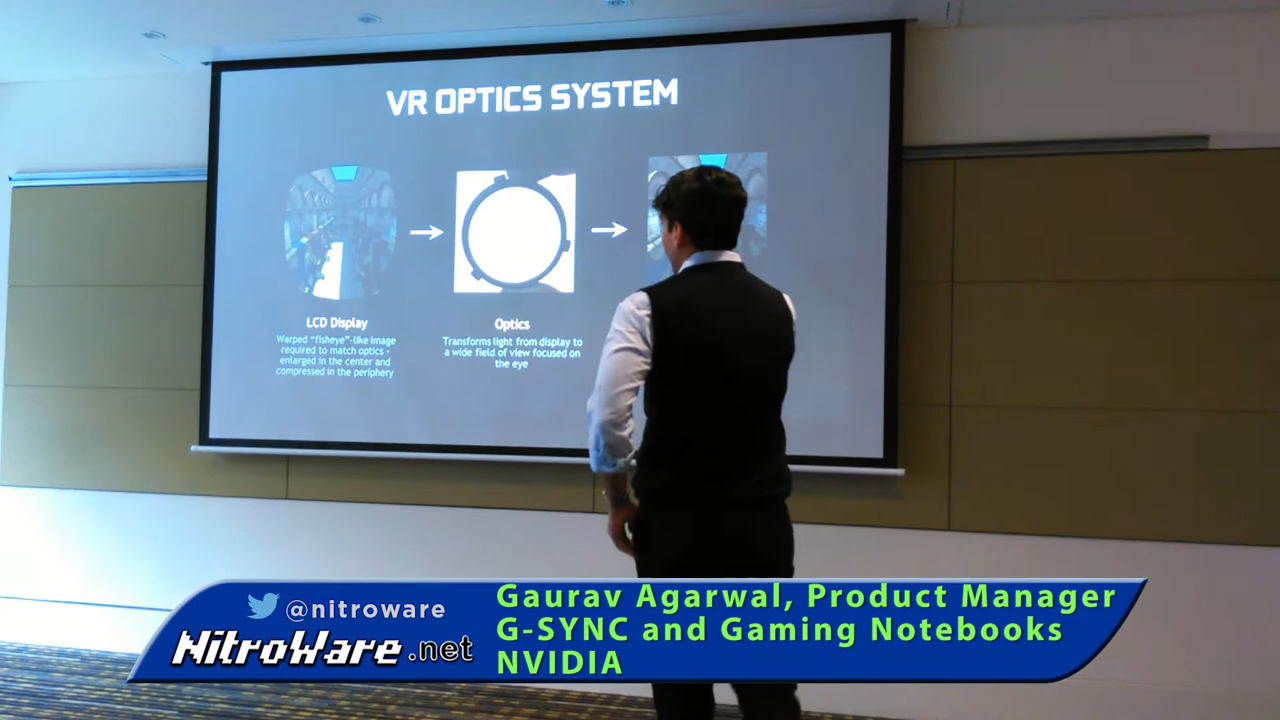 VR OPTICS SYSTEM
LCD Display
Warped "fisheye"-like image
required to match optics -
enlarged in the center and
compressed in the periphery
Optics
Transforms light from display to
a wide field of view focused on
the eye
@nitroware
NitroWare.net
Gaurav Agarwal, Product Manager
G-SYNC and Gaming Notebooks
NVIDIA